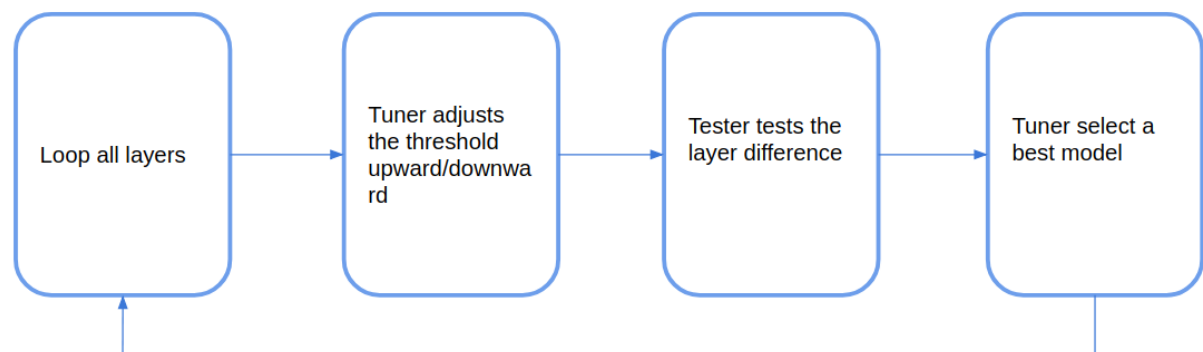 Loop all layers
Tuner adjusts
the threshold
upward/downwa
rd
Tester tests the
layer difference
Tuner select a
best model